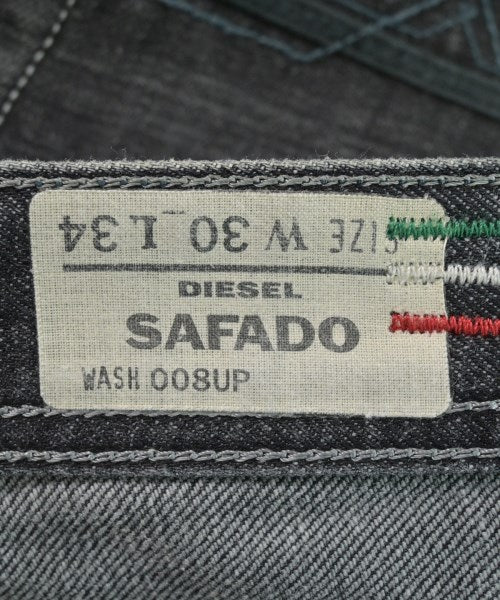 SIZE W 30 L 34
DIESEL
SAFADO
WASH 008UP